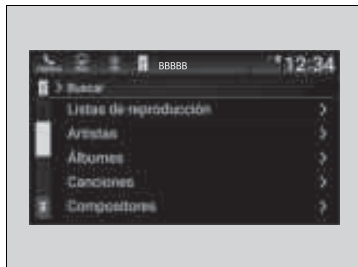 BBBBB
12:34
Buscar
Listas de reproducción
Artistas
Álbumes
Canciones
Compositores